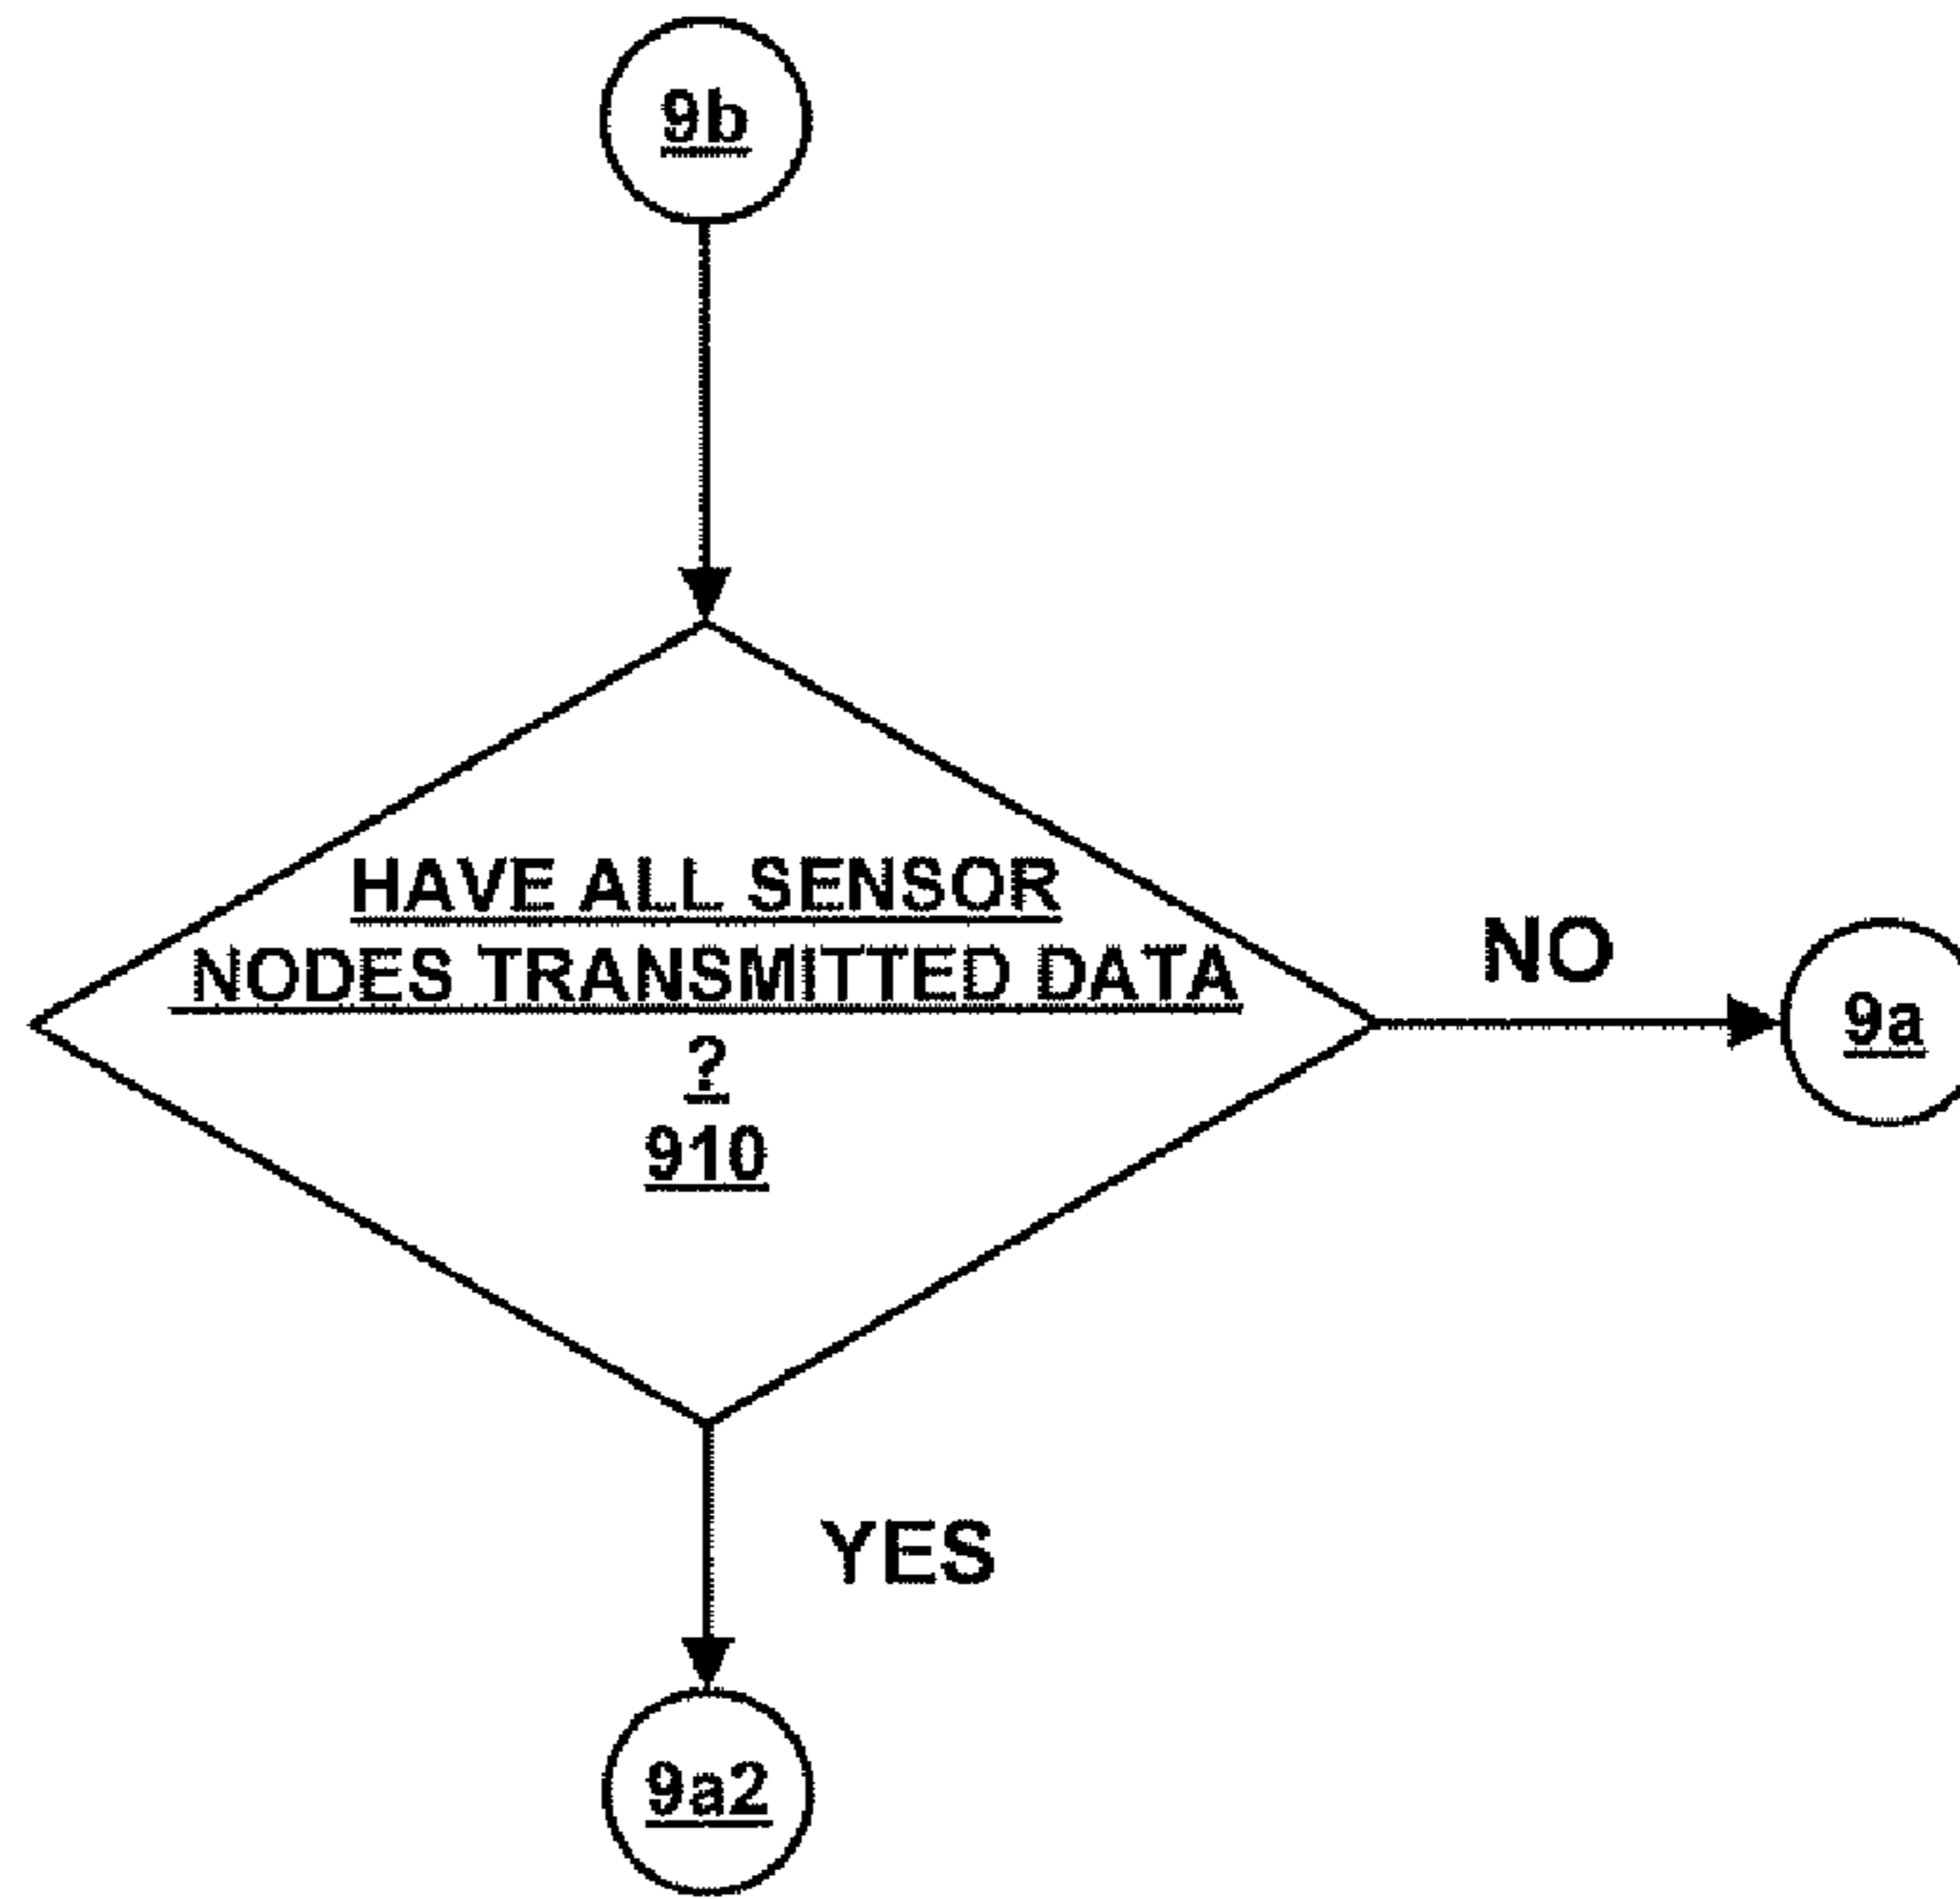 9b
HAVE ALL SENSOR
NODES TRANSMITTED DATA
?
910
NO
9a
YES
9a2